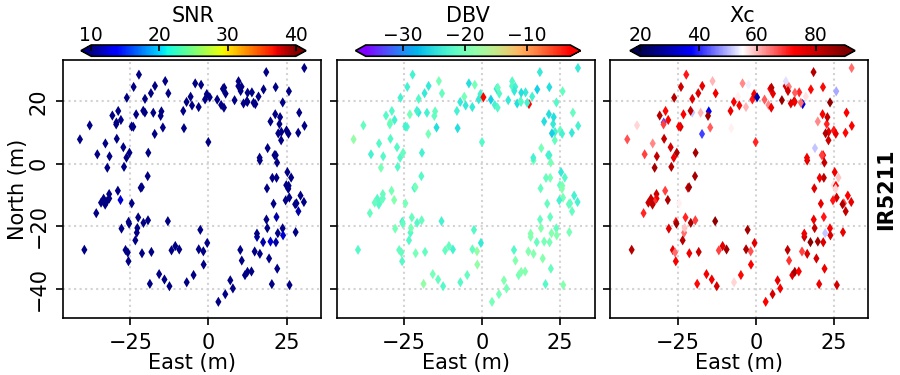 SNR DBV Xc
10 20 30 40 −30 −20 −10 20 40 60 80
North (m)
20
0
−20
−40
−25 0 25 −25 0 25 −25 0 25
East (m) East (m) East (m)
IR5211